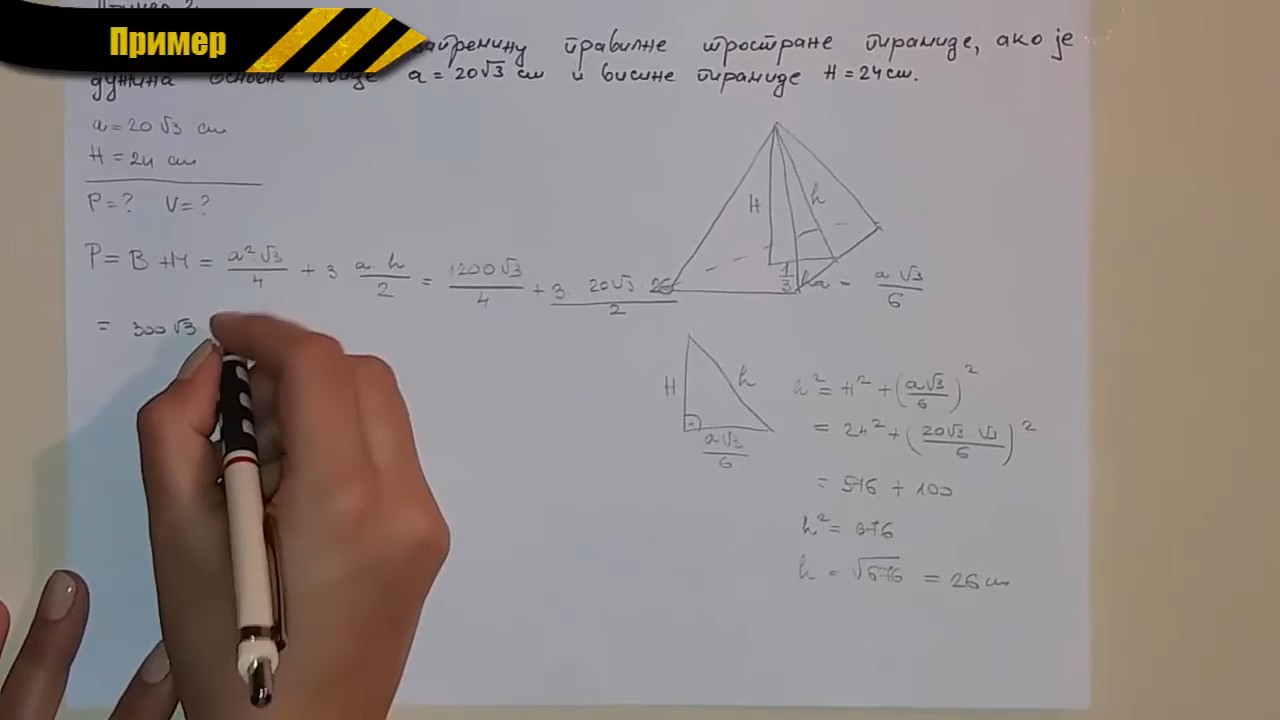 Пример
запремину правилне тростране пирамиде, ако је
дужина основне ивице a = 20√3 cm и висине пирамиде H = 24 cm.
a = 20√3 cm
H = 24 cm
P = ? V = ?
P = B + M = a²√3/4 + 3 a·h/2 = 1200√3/4 + 3·20√3·26/2
= 300√3
H
h
1/3 ha = a√3/6
H
h
a√3/6
h² = H² + (a√3/6)²
= 24² + (20√3 √3/6)²
= 576 + 100
h² = 676
h = √676 = 26 cm